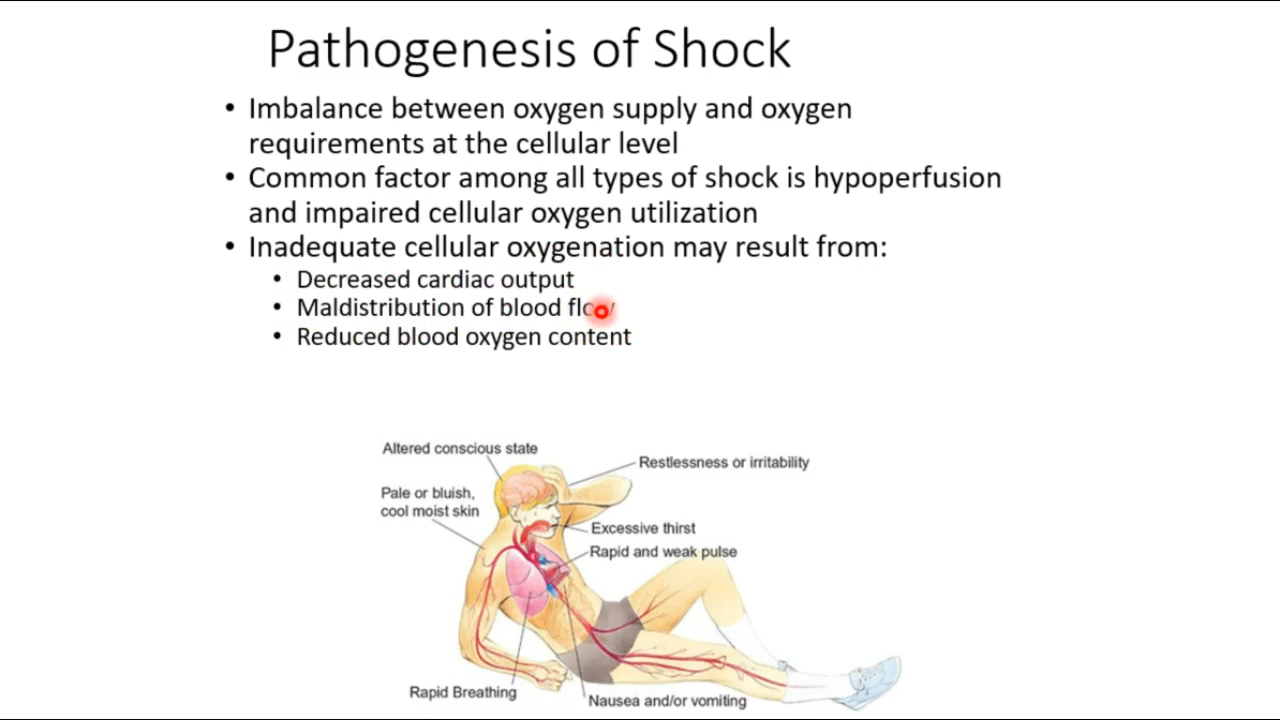 Pathogenesis of Shock
• Imbalance between oxygen supply and oxygen
requirements at the cellular level
• Common factor among all types of shock is hypoperfusion
and impaired cellular oxygen utilization
• Inadequate cellular oxygenation may result from:
• Decreased cardiac output
• Maldistribution of blood flow
• Reduced blood oxygen content
Altered conscious state
Restlessness or irritability
Pale or bluish,
cool moist skin
Excessive thirst
Rapid and weak pulse
Rapid Breathing
Nausea and/or vomiting